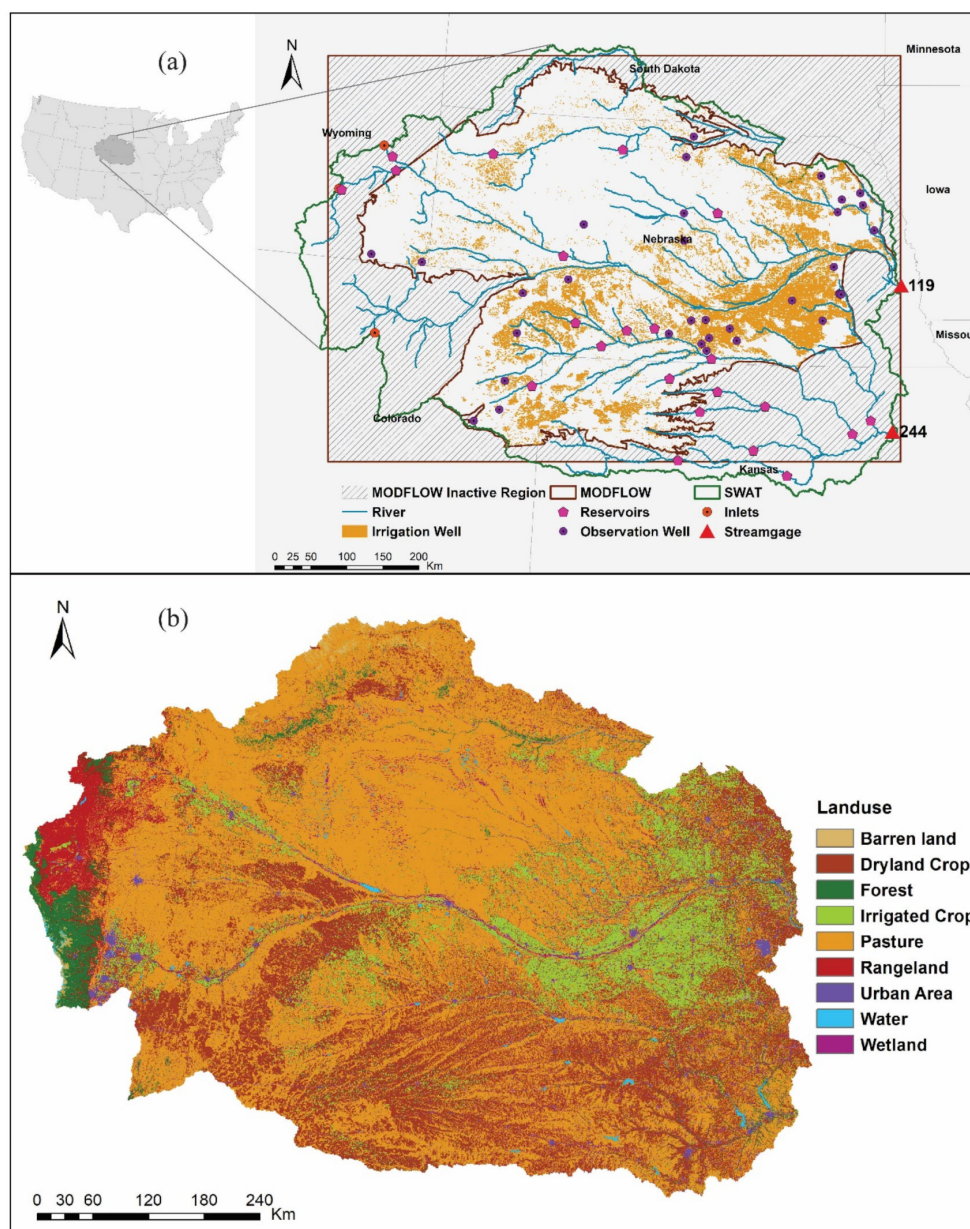 (a)
N
Minnesota
South Dakota
Wyoming
Iowa
Nebraska
119
Missou
Colorado
244
Kansas
MODFLOW Inactive Region
MODFLOW
SWAT
River
Reservoirs
Inlets
Irrigation Well
Observation Well
Streamgage
0 25 50 100 150 200
Km
(b)
N
Landuse
Barren land
Dryland Crop
Forest
Irrigated Crop
Pasture
Rangeland
Urban Area
Water
Wetland
0 30 60 120 180 240
Km